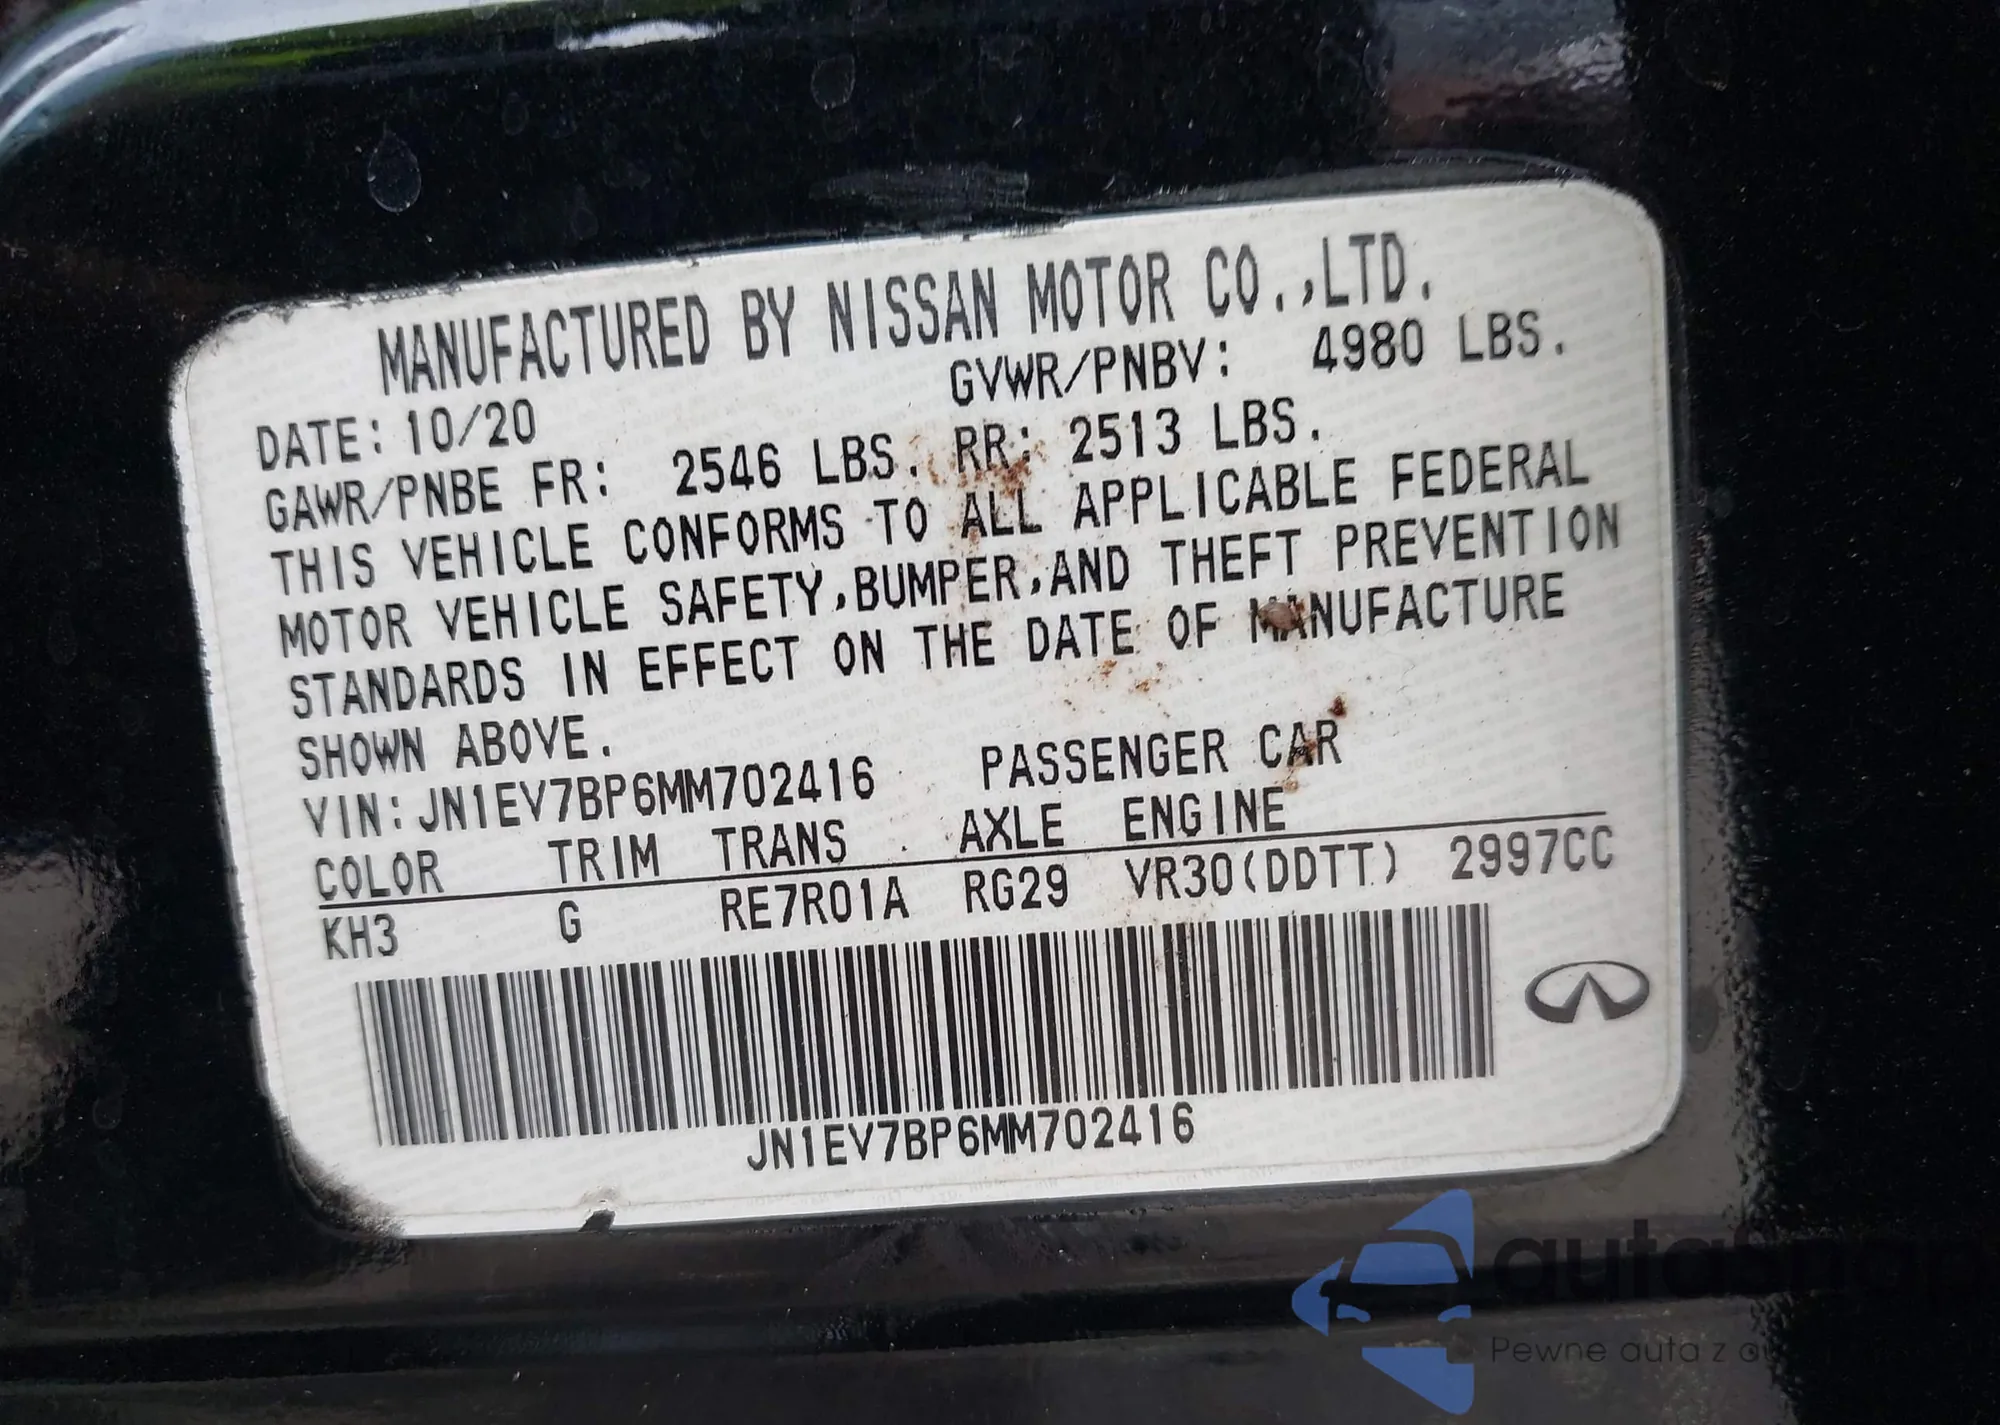 MANUFACTURED BY NISSAN MOTOR CO.,LTD.
DATE: 10/20 GVWR/PNBV: 4980 LBS.
GAWR/PNBE FR: 2546 LBS. RR: 2513 LBS.
THIS VEHICLE CONFORMS TO ALL APPLICABLE FEDERAL
MOTOR VEHICLE SAFETY,BUMPER,AND THEFT PREVENTION
STANDARDS IN EFFECT ON THE DATE OF MANUFACTURE
SHOWN ABOVE.
VIN: JN1EV7BP6MM702416 PASSENGER CAR
COLOR TRIM TRANS AXLE ENGINE
KH3 G RE7R01A RG29 VR30(DDTT) 2997CC
JN1EV7BP6MM702416
Pewne auta z